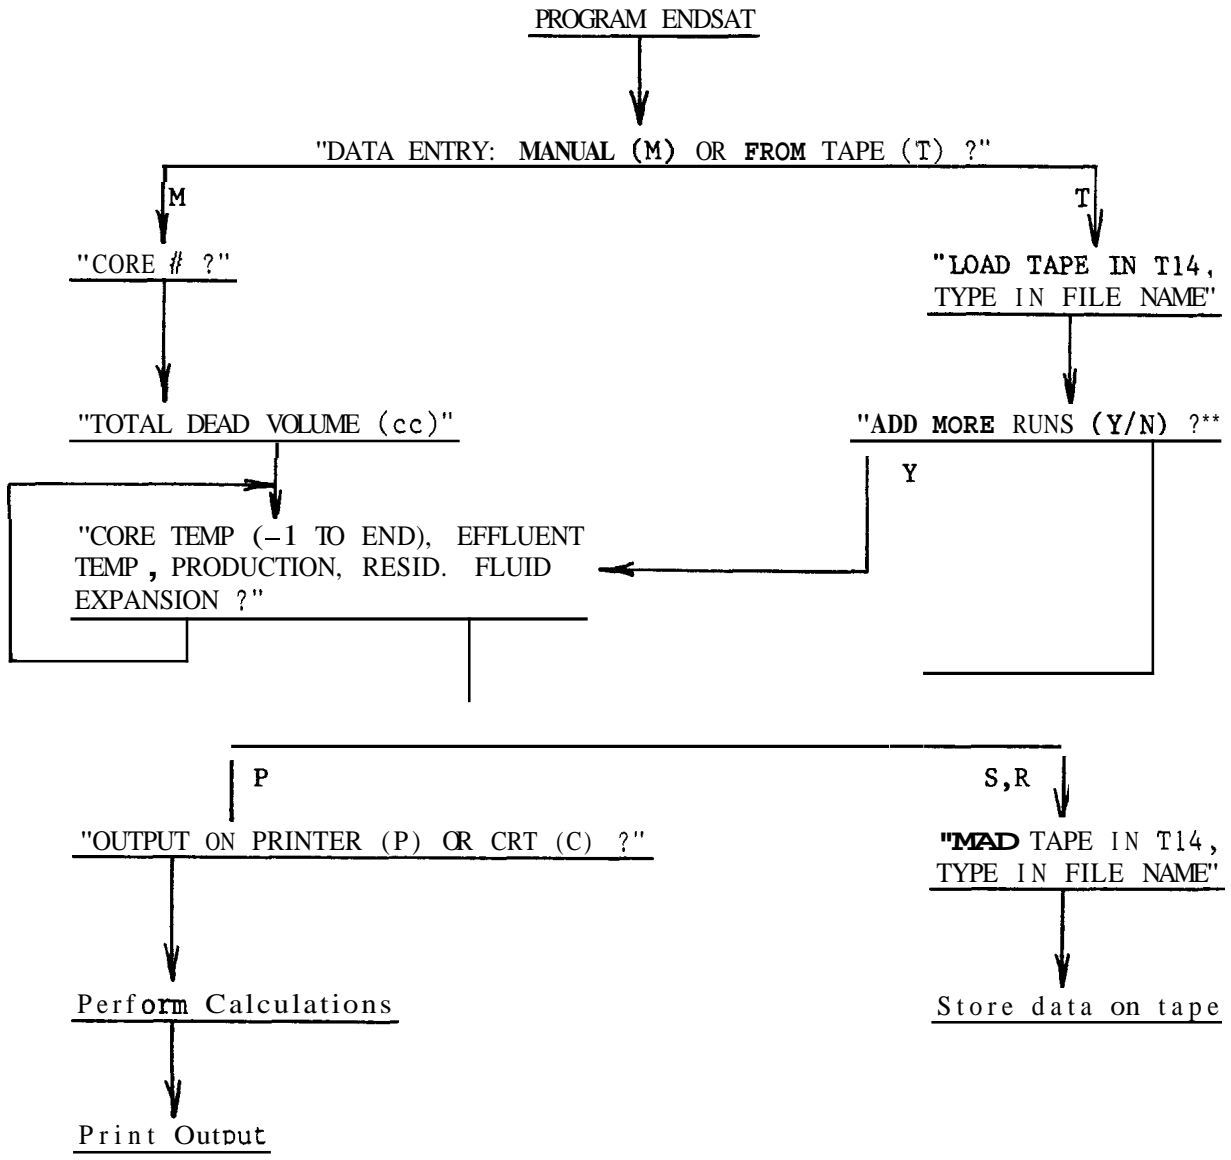 PROGRAM ENDSAT
"DATA ENTRY: MANUAL (M) OR FROM TAPE (T) ?"
M
T
"CORE # ?"
"LOAD TAPE IN T14,
TYPE IN FILE NAME"
"TOTAL DEAD VOLUME (cc)"
"ADD MORE RUNS (Y/N) ?**
Y
"CORE TEMP (-1 TO END), EFFLUENT
TEMP, PRODUCTION, RESID. FLUID
EXPANSION ?"
P
S,R
"OUTPUT ON PRINTER (P) OR CRT (C) ?"
"MAD TAPE IN T14,
TYPE IN FILE NAME"
Perform Calculations
Store data on tape
Print Output